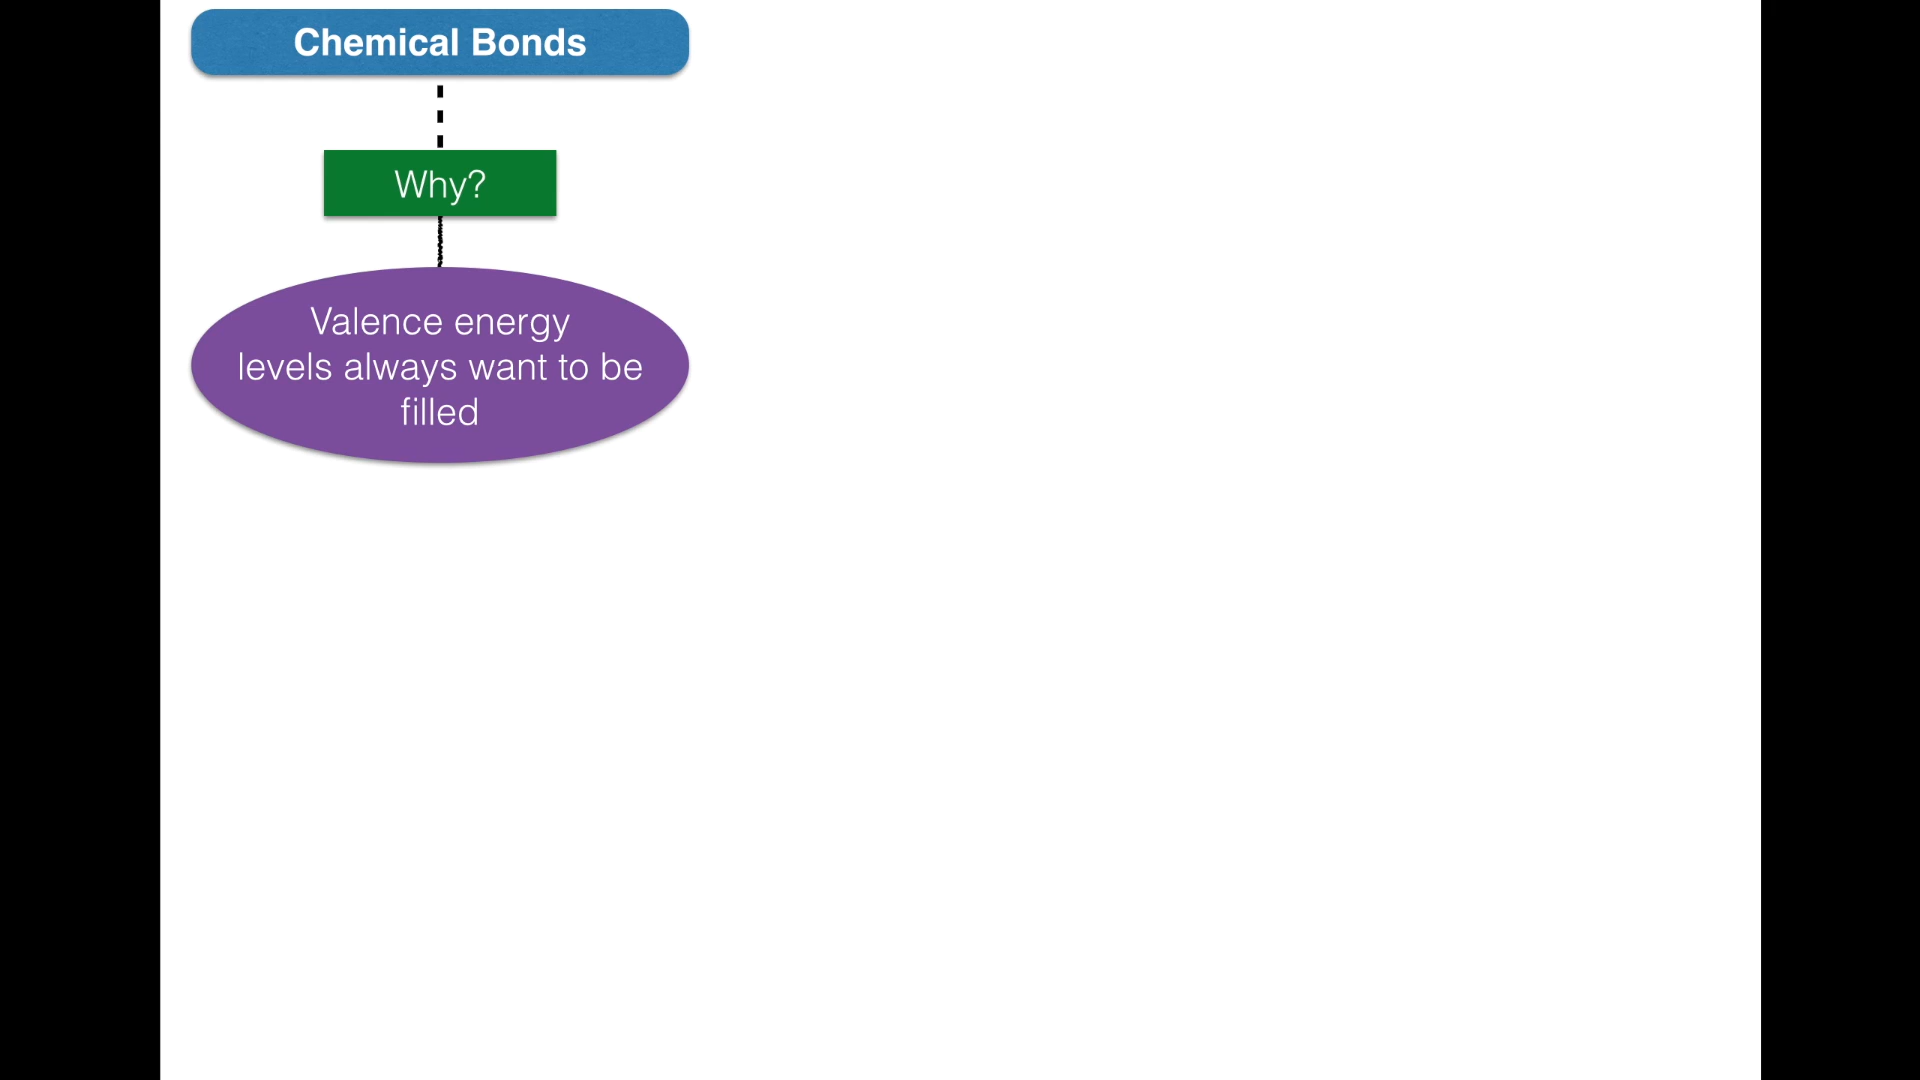 Chemical Bonds
Why?
Valence energy
levels always want to be
filled